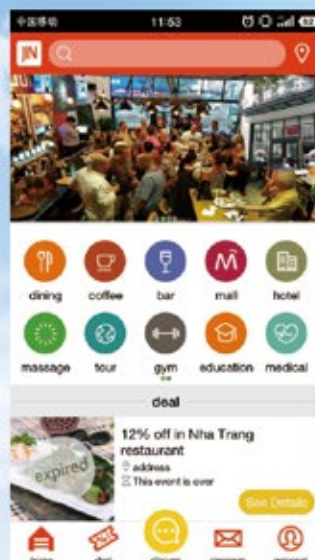 中国移动 11:53
JN
dining coffee bar mall hotel
massage tour gym education medical
deal
12% off in Nha Trang
restaurant
address
This event is over
expired
See Details